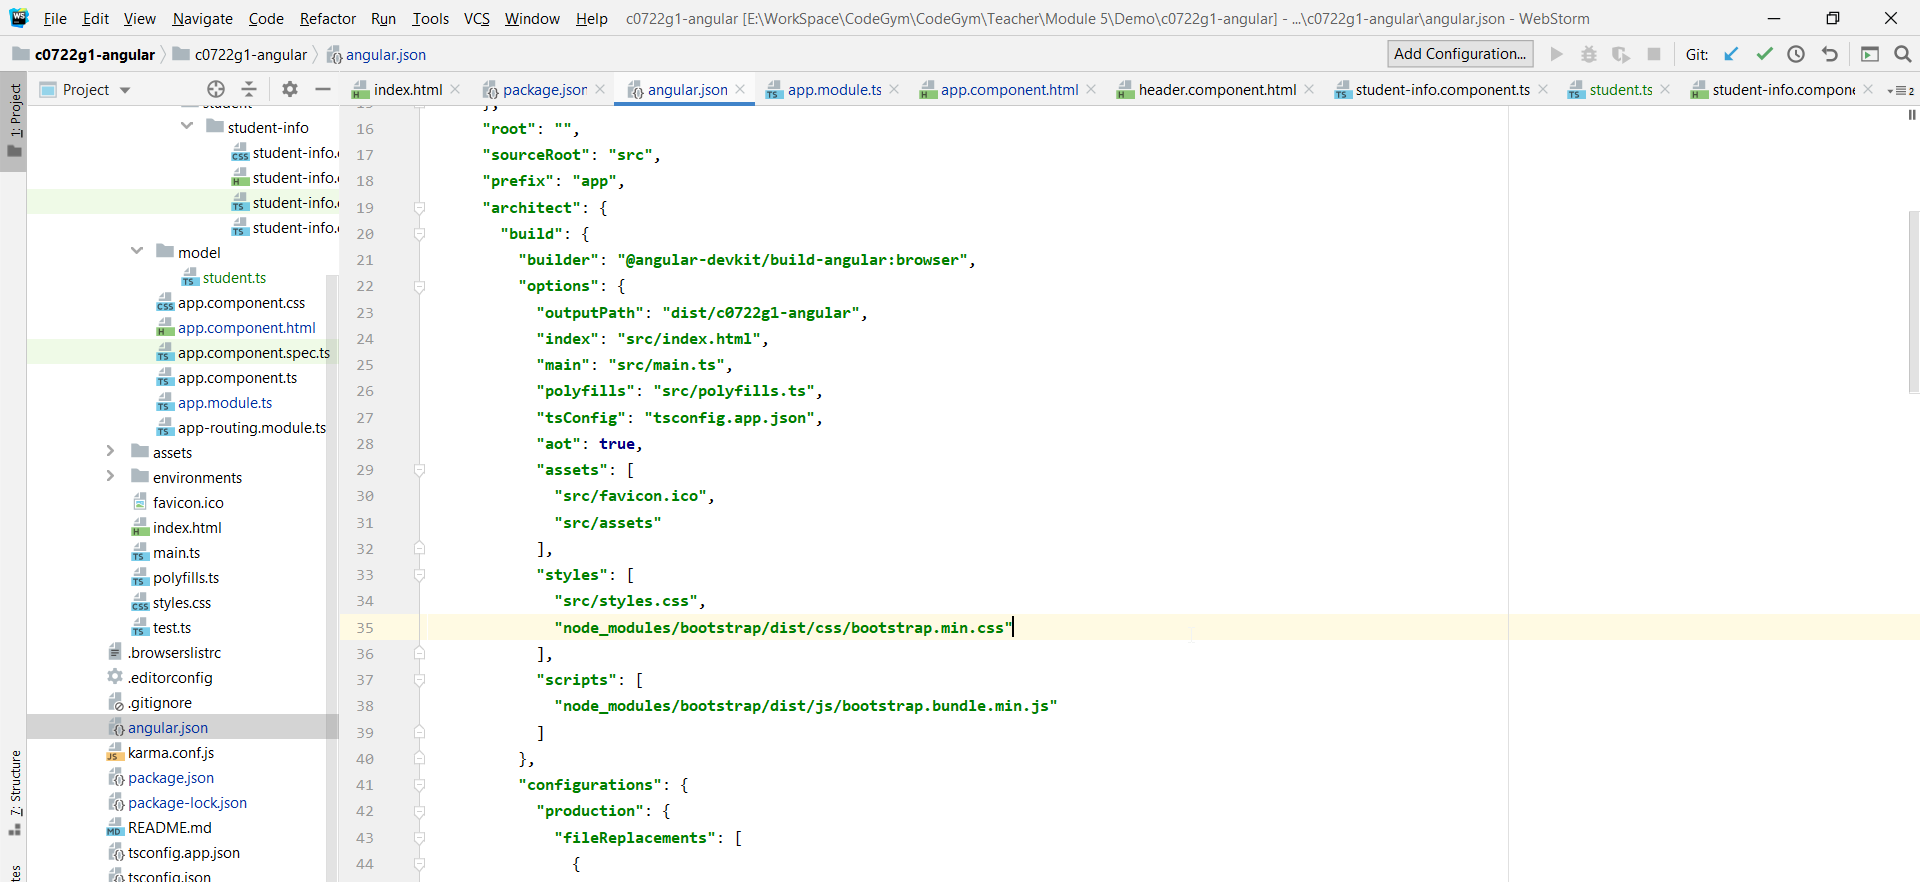 File Edit View Navigate Code Refactor Run Tools VCS Window Help c0722g1-angular [E:\WorkSpace\CodeGym\CodeGym\Teacher\Module 5\Demo\c0722g1-angular] - ...\c0722g1-angular\angular.json - WebStorm
c0722g1-angular c0722g1-angular angular.json Add Configuration... Git:
Project index.html package.json angular.json app.module.ts app.component.html header.component.html student-info.component.ts student.ts student-info.compone 2
1: Project
7: Structure
student
student-info
student-info.
student-info.
student-info.
student-info.
model
student.ts
app.component.css
app.component.html
app.component.spec.ts
app.component.ts
app.module.ts
app-routing.module.ts
assets
environments
favicon.ico
index.html
main.ts
polyfills.ts
styles.css
test.ts
.browserslistrc
.editorconfig
.gitignore
angular.json
karma.conf.js
package.json
package-lock.json
README.md
tsconfig.app.json
tsconfig.json
15 },
16 "root": "",
17 "sourceRoot": "src",
18 "prefix": "app",
19 "architect": {
20 "build": {
21 "builder": "@angular-devkit/build-angular:browser",
22 "options": {
23 "outputPath": "dist/c0722g1-angular",
24 "index": "src/index.html",
25 "main": "src/main.ts",
26 "polyfills": "src/polyfills.ts",
27 "tsConfig": "tsconfig.app.json",
28 "aot": true,
29 "assets": [
30 "src/favicon.ico",
31 "src/assets"
32 ],
33 "styles": [
34 "src/styles.css",
35 "node_modules/bootstrap/dist/css/bootstrap.min.css"
36 ],
37 "scripts": [
38 "node_modules/bootstrap/dist/js/bootstrap.bundle.min.js"
39 ]
40 },
41 "configurations": {
42 "production": {
43 "fileReplacements": [
44 {